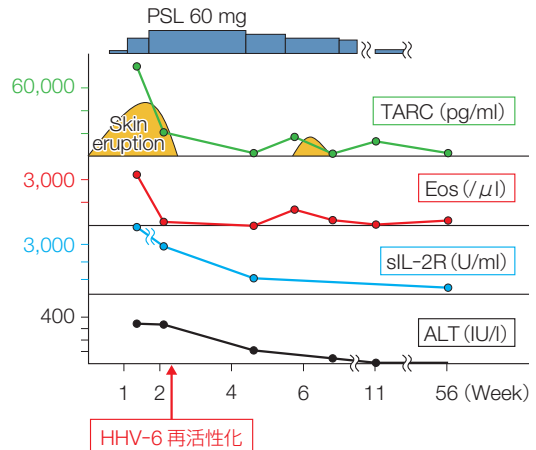 PSL 60 mg
60,000
TARC (pg/ml)
Skin
eruption
3,000
Eos (/μl)
3,000
sIL-2R (U/ml)
400
ALT (IU/l)
1 2 4 6 11 56 (Week)
HHV-6 再活性化